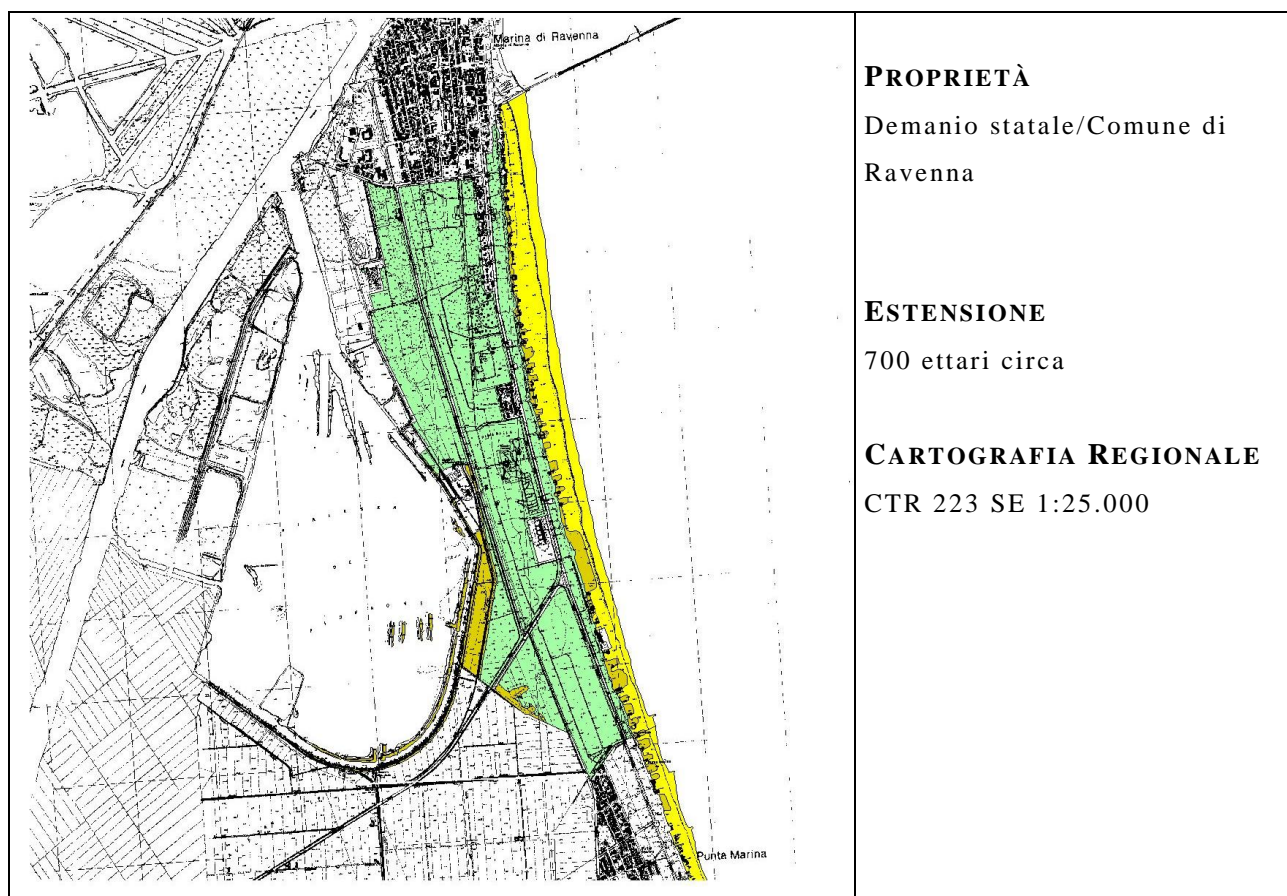 Marina di Ravenna
Punta Marina
PROPRIETÀ
Demanio statale/Comune di
Ravenna
ESTENSIONE
700 ettari circa
CARTOGRAFIA REGIONALE
CTR 223 SE 1:25.000